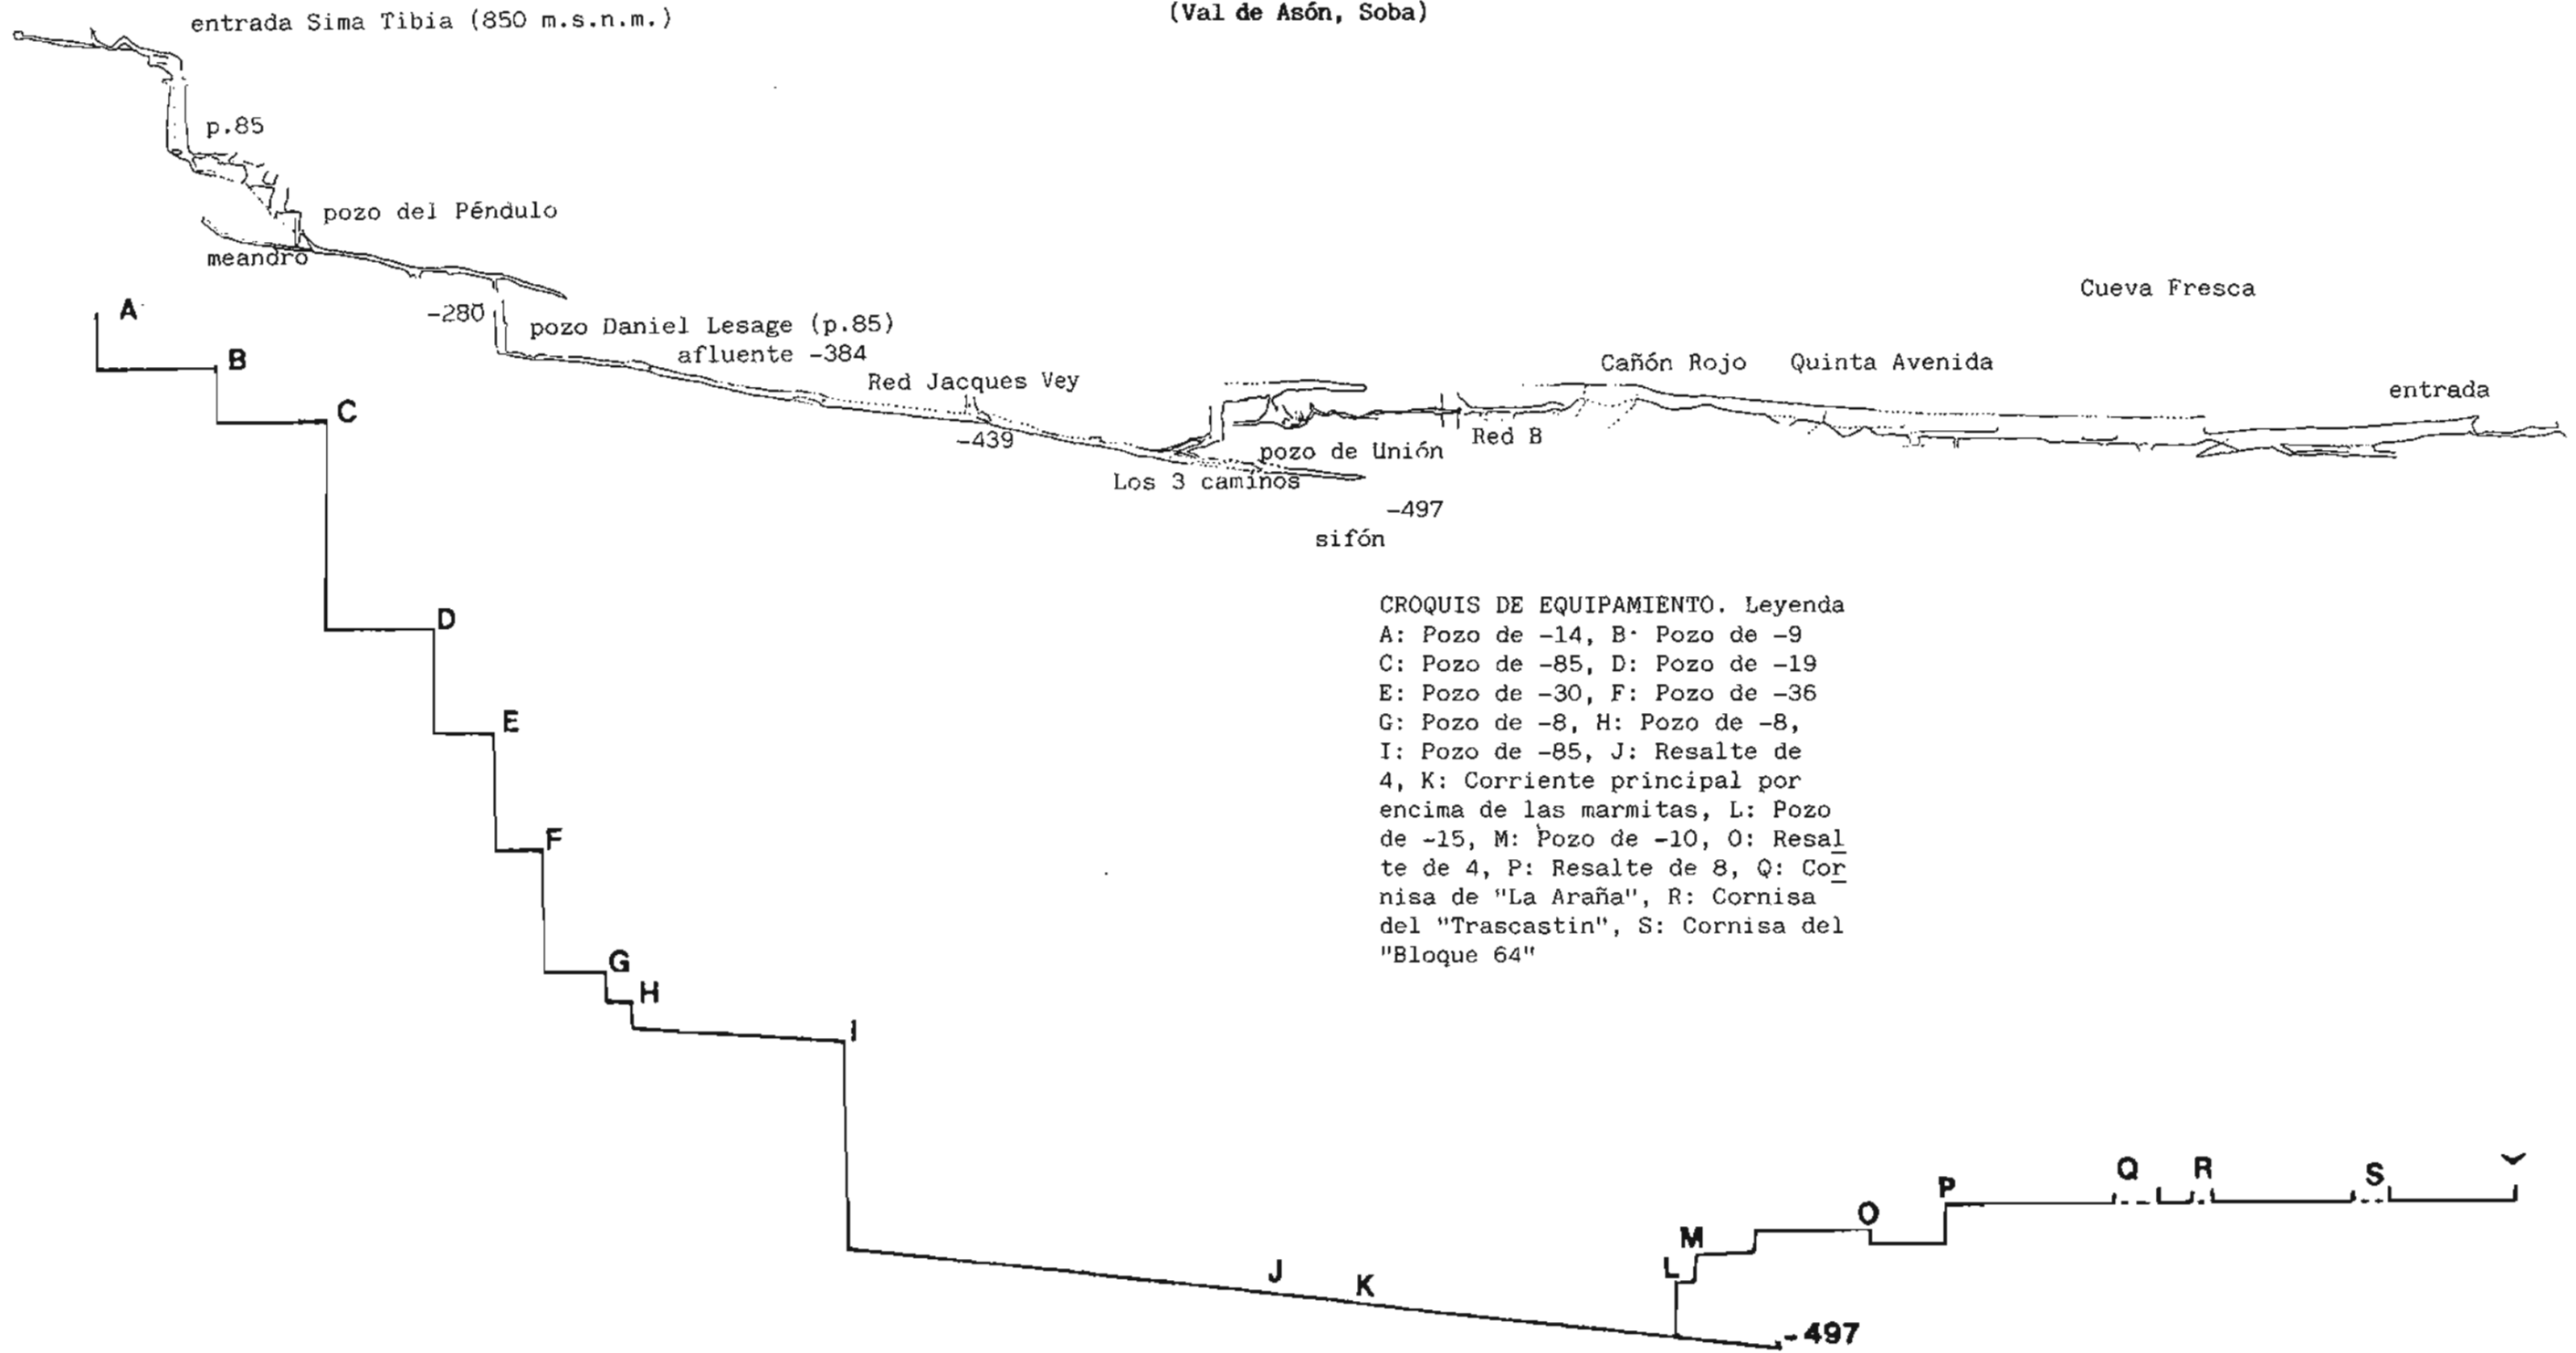 (Val de Asón, Soba)
entrada Sima Tibia (850 m.s.n.m.)
p.85
pozo del Péndulo
meandro
-280
pozo Daniel Lesage (p.85)
afluente -384
Red Jacques Vey
-439
Los 3 caminos
pozo de Unión
Red B
-497
sifón
Cañón Rojo
Quinta Avenida
Cueva Fresca
entrada
CROQUIS DE EQUIPAMIENTO. Leyenda
A: Pozo de -14, B· Pozo de -9
C: Pozo de -85, D: Pozo de -19
E: Pozo de -30, F: Pozo de -36
G: Pozo de -8, H: Pozo de -8,
I: Pozo de -85, J: Resalte de
4, K: Corriente principal por
encima de las marmitas, L: Pozo
de -15, M: Pozo de -10, O: Resal
te de 4, P: Resalte de 8, Q: Cor
nisa de "La Araña", R: Cornisa
del "Trascastin", S: Cornisa del
"Bloque 64"
A
B
C
D
E
F
G
H
I
J
K
L
M
O
P
Q
R
S
-497